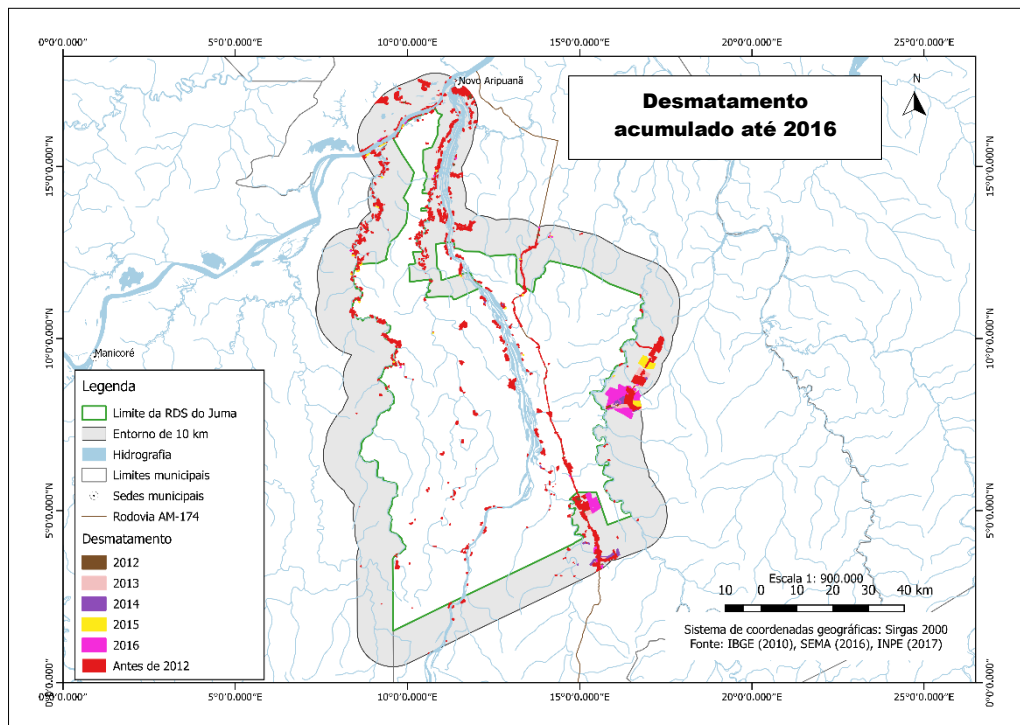 0°0'0.000" 5°0'0.000"E 10°0'0.000"E 15°0'0.000"E 20°0'0.000"E 25°0'0.000"E
Novo Aripuanã
Desmatamento
acumulado até 2016
N
15°0'0.000"N 15°0'0.000"N
10°0'0.000"N 10°0'0.000"N
Manicoré
Legenda
Limite da RDS do Juma
Entorno de 10 km
Hidrografia
Limites municipais
Sedes municipais
Rodovia AM-174
Desmatamento
2012
2013
2014
2015
2016
Antes de 2012
5°0'0.000"N 5°0'0.000"N
Escala 1: 900.000
10 0 10 20 30 40 km
Sistema de coordenadas geográficas: Sirgas 2000
Fonte: IBGE (2010), SEMA (2016), INPE (2017)
0°0'0.000"
0°0'0.000" 5°0'0.000"E 10°0'0.000"E 15°0'0.000"E 20°0'0.000"E 25°0'0.000"E